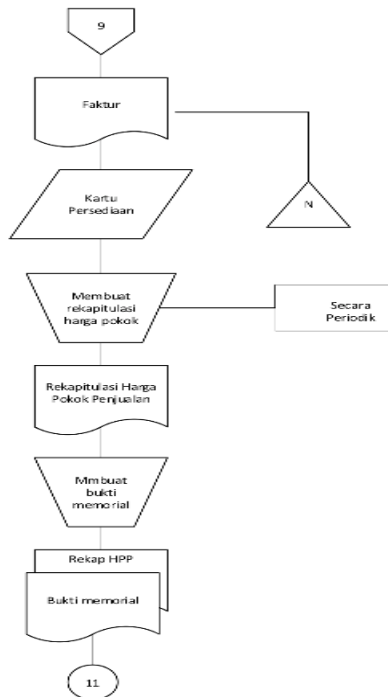 9
Faktur
N
Kartu
Persediaan
Membuat
rekapitulasi
harga pokok
Secara
Periodik
Rekapitulasi Harga
Pokok Penjualan
Mmbuat
bukti
memorial
Rekap HPP
Bukti memorial
11